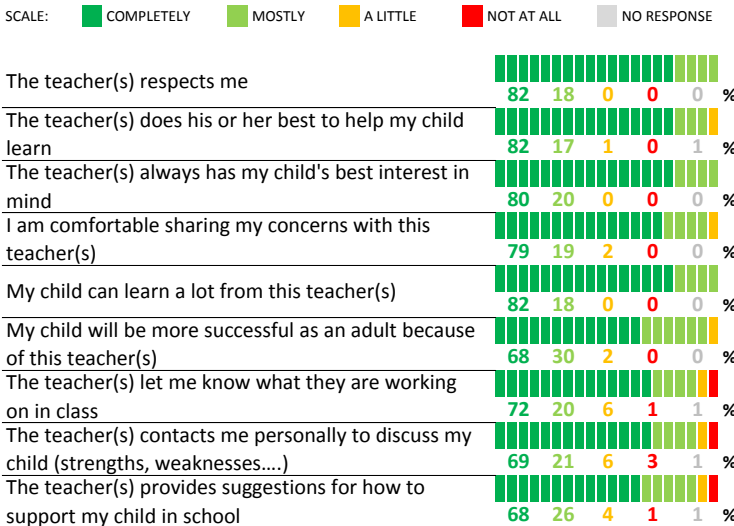 SCALE: COMPLETELY MOSTLY A LITTLE NOT AT ALL NO RESPONSE
The teacher(s) respects me
82 18 0 0 0 %
The teacher(s) does his or her best to help my child
learn
82 17 1 0 1 %
The teacher(s) always has my child's best interest in
mind
80 20 0 0 0 %
I am comfortable sharing my concerns with this
teacher(s)
79 19 2 0 0 %
My child can learn a lot from this teacher(s)
82 18 0 0 0 %
My child will be more successful as an adult because
of this teacher(s)
68 30 2 0 0 %
The teacher(s) let me know what they are working
on in class
72 20 6 1 1 %
The teacher(s) contacts me personally to discuss my
child (strengths, weaknesses....)
69 21 6 3 1 %
The teacher(s) provides suggestions for how to
support my child in school
68 26 4 1 1 %